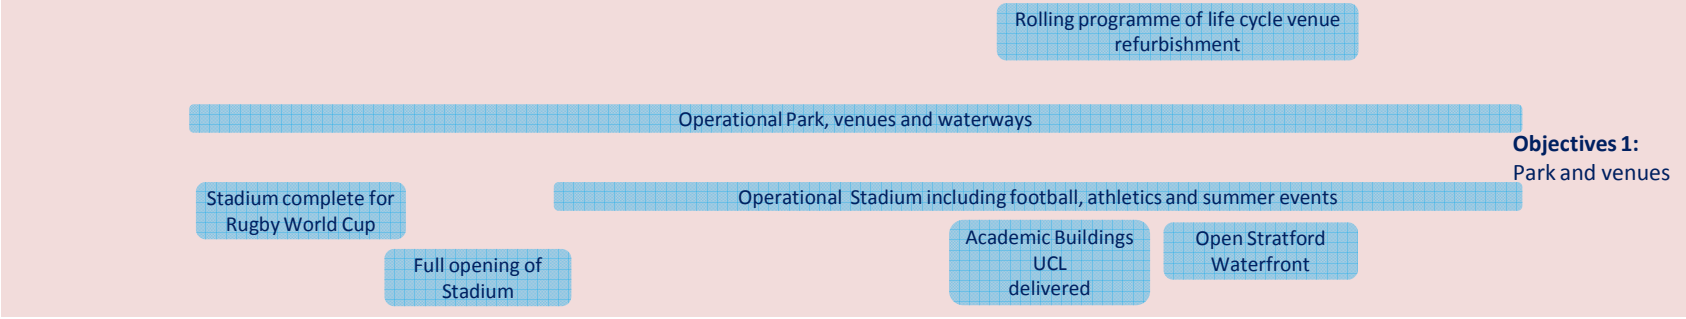 Rolling programme of life cycle venue
refurbishment
Operational Park, venues and waterways
Objectives 1:
Park and venues
Stadium complete for
Rugby World Cup
Operational Stadium including football, athletics and summer events
Full opening of
Stadium
Academic Buildings
UCL
delivered
Open Stratford
Waterfront